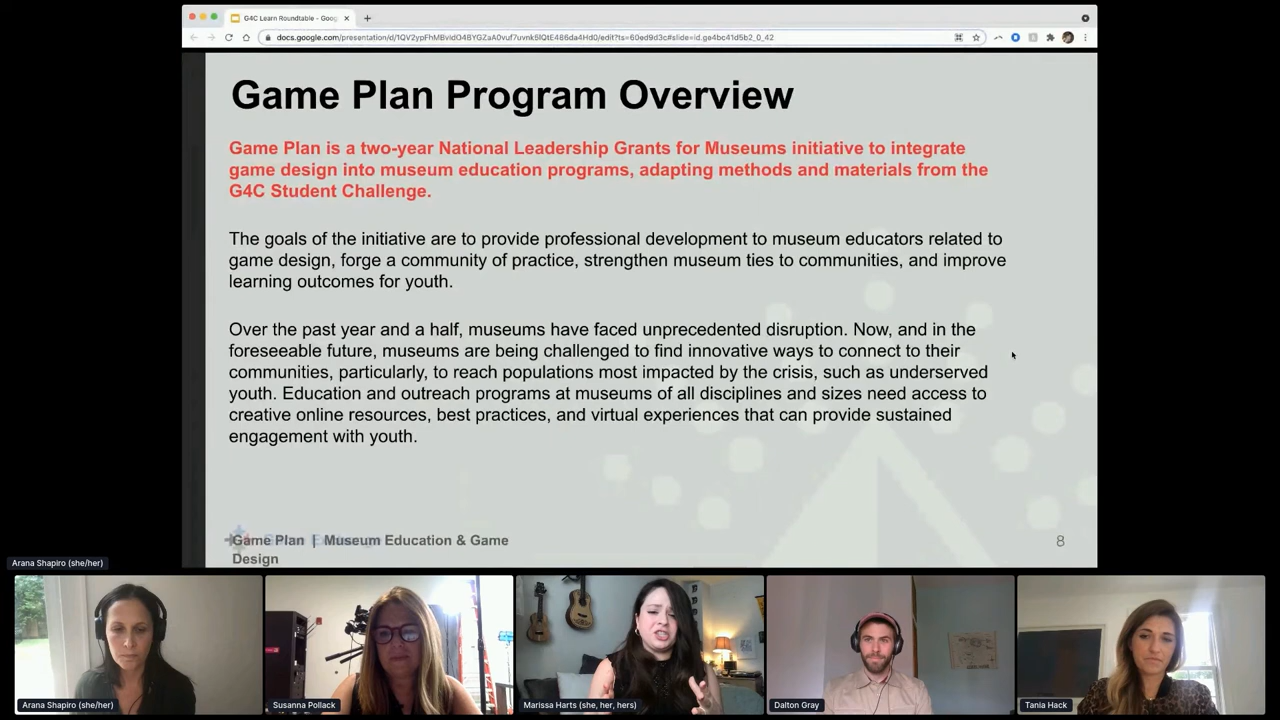 G4C Learn Roundtable - Goog
docs.google.com/presentation/d/1QV2ypFhMBvIdO4BYGZaA0vuf7uvnk5lQtE486da4Hd0/edit?ts=60ed9d3c#slide=id.ge4bc41d5b2_0_42
Game Plan Program Overview
Game Plan is a two-year National Leadership Grants for Museums initiative to integrate
game design into museum education programs, adapting methods and materials from the
G4C Student Challenge.
The goals of the initiative are to provide professional development to museum educators related to
game design, forge a community of practice, strengthen museum ties to communities, and improve
learning outcomes for youth.
Over the past year and a half, museums have faced unprecedented disruption. Now, and in the
foreseeable future, museums are being challenged to find innovative ways to connect to their
communities, particularly, to reach populations most impacted by the crisis, such as underserved
youth. Education and outreach programs at museums of all disciplines and sizes need access to
creative online resources, best practices, and virtual experiences that can provide sustained
engagement with youth.
Game Plan | Museum Education & Game
Design
8
Arana Shapiro (she/her)
Arana Shapiro (she/her)
Susanna Pollack
Marissa Harts (she, her, hers)
Dalton Gray
Tania Hack